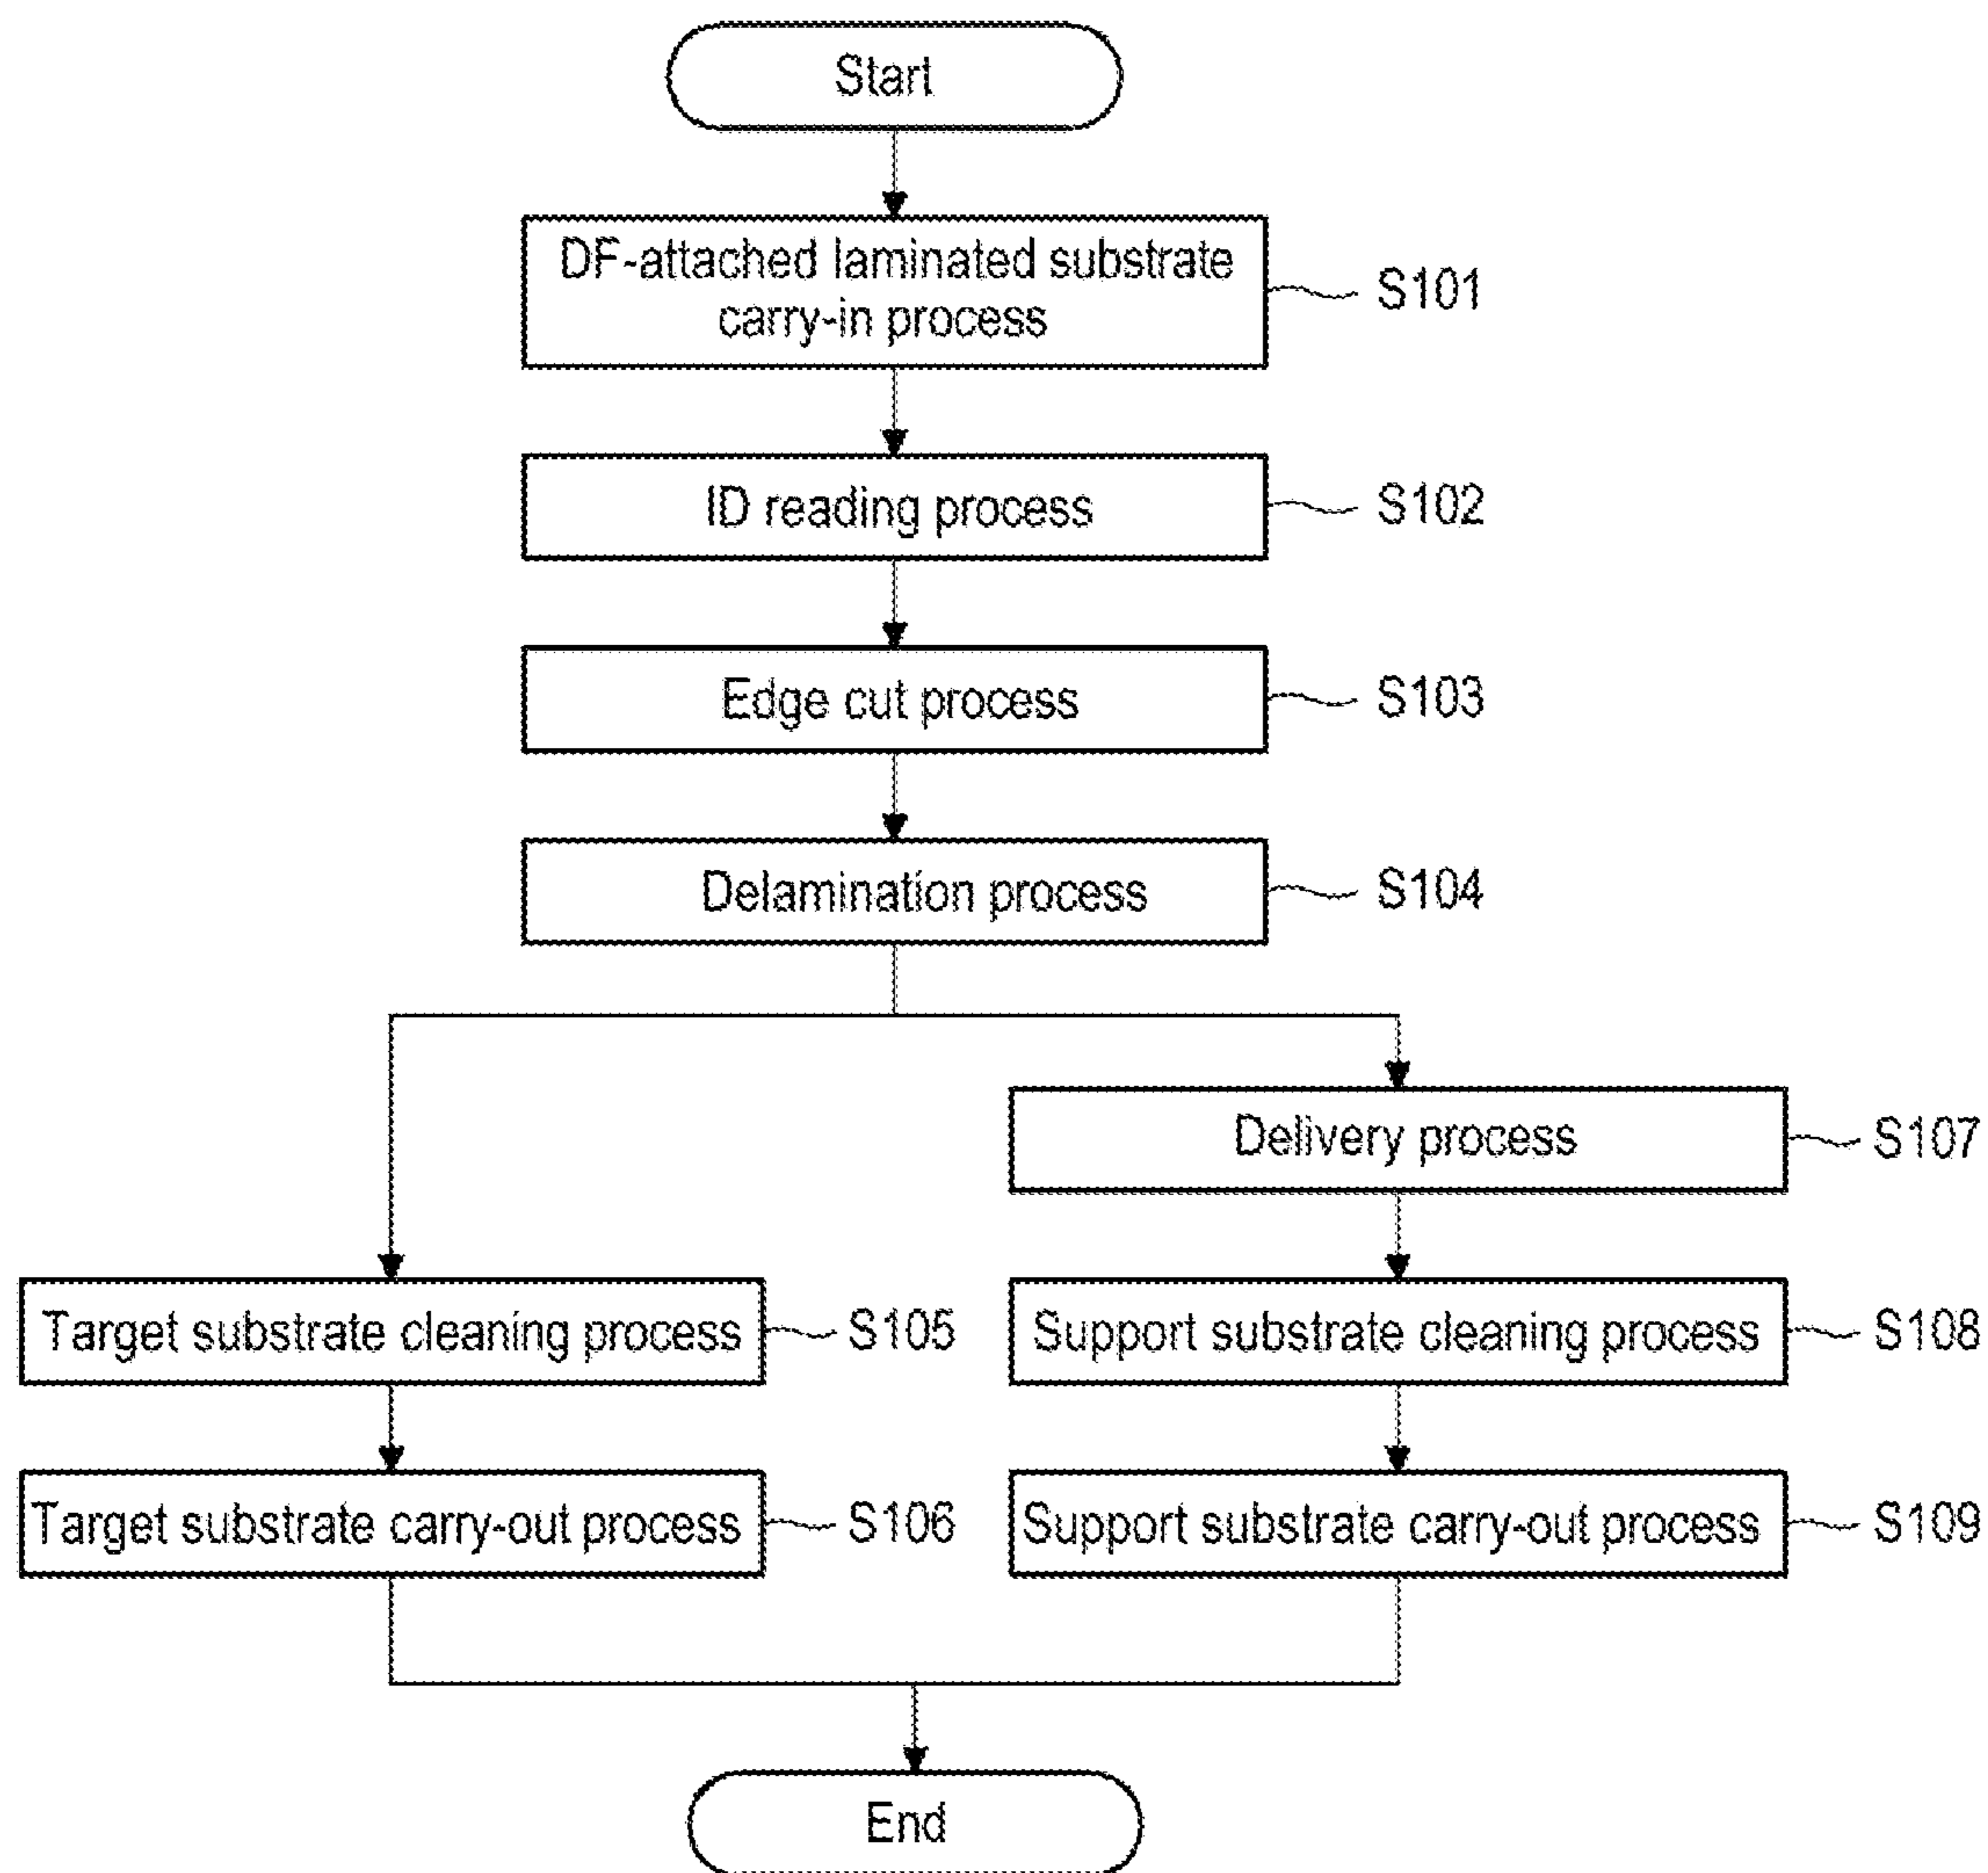 Start
DF-attached laminated substrate
carry-in process
S101
ID reading process
S102
Edge cut process
S103
Delamination process
S104
Delivery process
S107
Target substrate cleaning process
S105
Support substrate cleaning process
S108
Target substrate carry-out process
S106
Support substrate carry-out process
S109
End